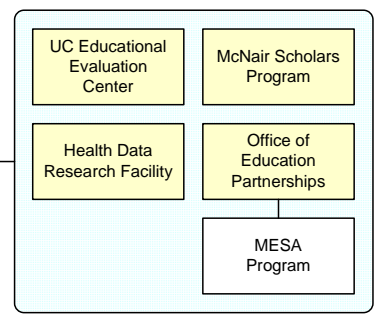 UC Educational
Evaluation
Center
McNair Scholars
Program
Health Data
Research Facility
Office of
Education
Partnerships
MESA
Program